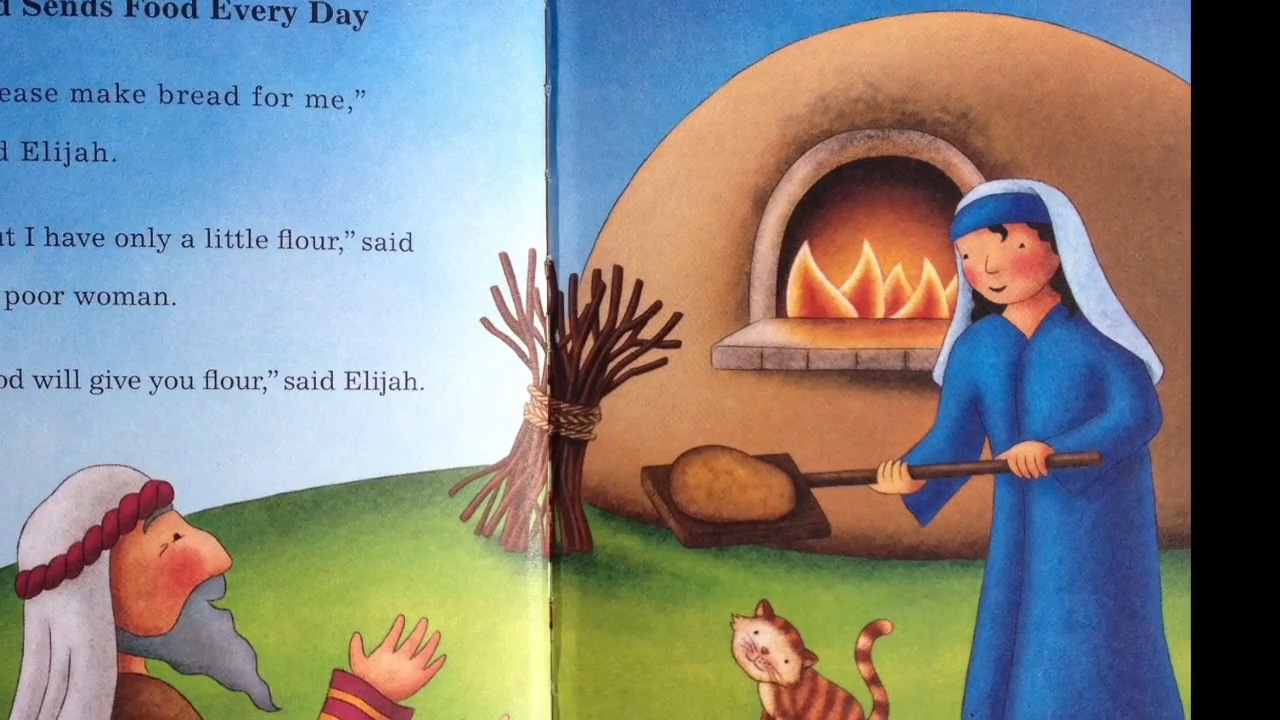 Sends Food Every Day
make bread for me,”
Elijah.
I have only a little flour,” said
poor woman.
will give you flour,” said Elijah.